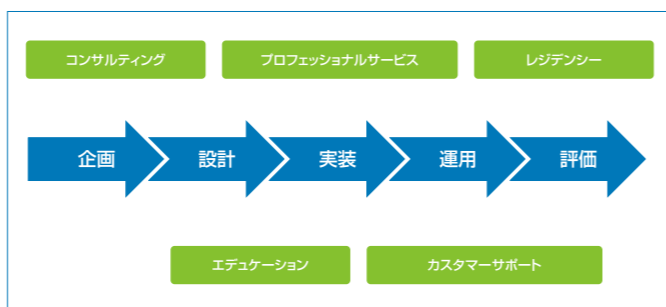 コンサルティング
プロフェッショナルサービス
レジデンシー
企画
設計
実装
運用
評価
エデュケーション
カスタマーサポート